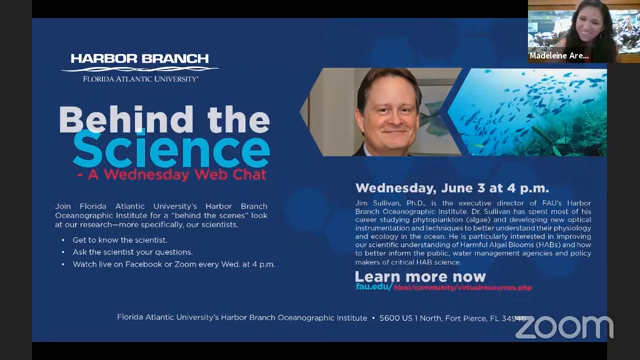 Madeleine Are...
HARBOR BRANCH
FLORIDA ATLANTIC UNIVERSITY®
Behind the
Science
- A Wednesday Web Chat
Join Florida Atlantic University's Harbor Branch
Oceanographic Institute for a "behind the scenes" look
at our research—more specifically, our scientists.
• Get to know the scientist.
• Ask the scientist your questions.
• Watch live on Facebook or Zoom every Wed. at 4 p.m.
Wednesday, June 3 at 4 p.m.
Jim Sullivan, Ph.D., is the executive director of FAU's Harbor
Branch Oceanographic Institute. Dr. Sullivan has spent most of his
career studying phytoplankton (algae) and developing new optical
instrumentation and techniques to better understand their physiology
and ecology in the ocean. He is particularly interested in improving
our scientific understanding of Harmful Algal Blooms (HABs) and how
to better inform the public, water management agencies and policy
makers of critical HAB science.
Learn more now
fau.edu/hboi/community/virtualresources.php
Florida Atlantic University's Harbor Branch Oceanographic Institute • 5600 US 1 North, Fort Pierce, FL 34946
zoom